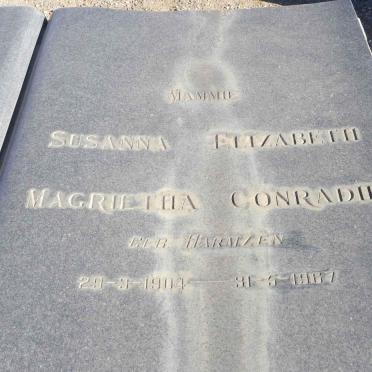 MAMMIE
SUSANNA ELIZABETH
MAGRIETHA CONRADIE
GEB HARMZEN
29-3-1904 — 31-5-1987